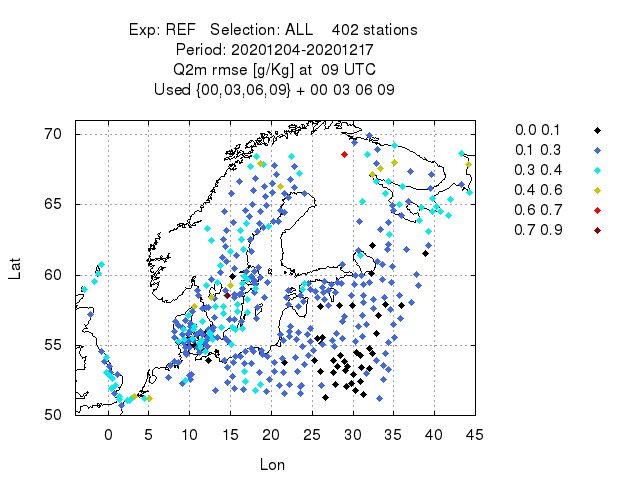 Exp: REF Selection: ALL 402 stations
Period: 20201204-20201217
Q2m rmse [g/Kg] at 09 UTC
Used {00,03,06,09} + 00 03 06 09
0.0 0.1
0.1 0.3
0.3 0.4
0.4 0.6
0.6 0.7
0.7 0.9
70
65
60
55
50
Lat
0 5 10 15 20 25 30 35 40 45
Lon